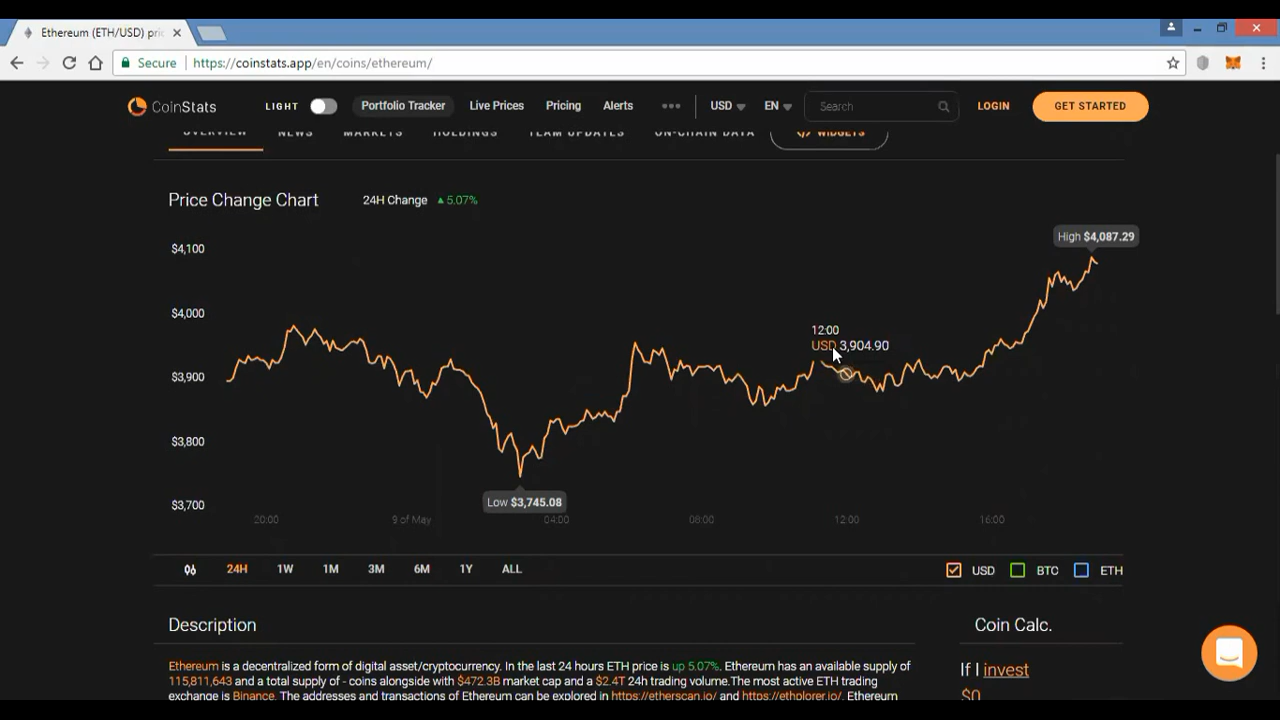 Ethereum (ETH/USD) pric
Secure
https://coinstats.app/en/coins/ethereum/
CoinStats
LIGHT
Portfolio Tracker
Live Prices
Pricing
Alerts
USD
EN
Search
LOGIN
GET STARTED
OVERVIEW
NEWS
MARKETS
HOLDINGS
TEAM UPDATES
ON-CHAIN DATA
WIDGETS
Price Change Chart
24H Change ▲ 5.07%
High $4,087.29
$4,100
$4,000
12:00
USD 3,904.90
$3,900
$3,800
$3,700
Low $3,745.08
20:00
9 of May
04:00
08:00
12:00
16:00
24H
1W
1M
3M
6M
1Y
ALL
USD
BTC
ETH
Description
Ethereum is a decentralized form of digital asset/cryptocurrency. In the last 24 hours ETH price is up 5.07%. Ethereum has an available supply of
115,811,643 and a total supply of - coins alongside with $472.3B market cap and a $2.4T 24h trading volume.The most active ETH trading
exchange is Binance. The addresses and transactions of Ethereum can be explored in https://etherscan.io/ and https://ethplorer.io/. Ethereum
Coin Calc.
If I invest
$0